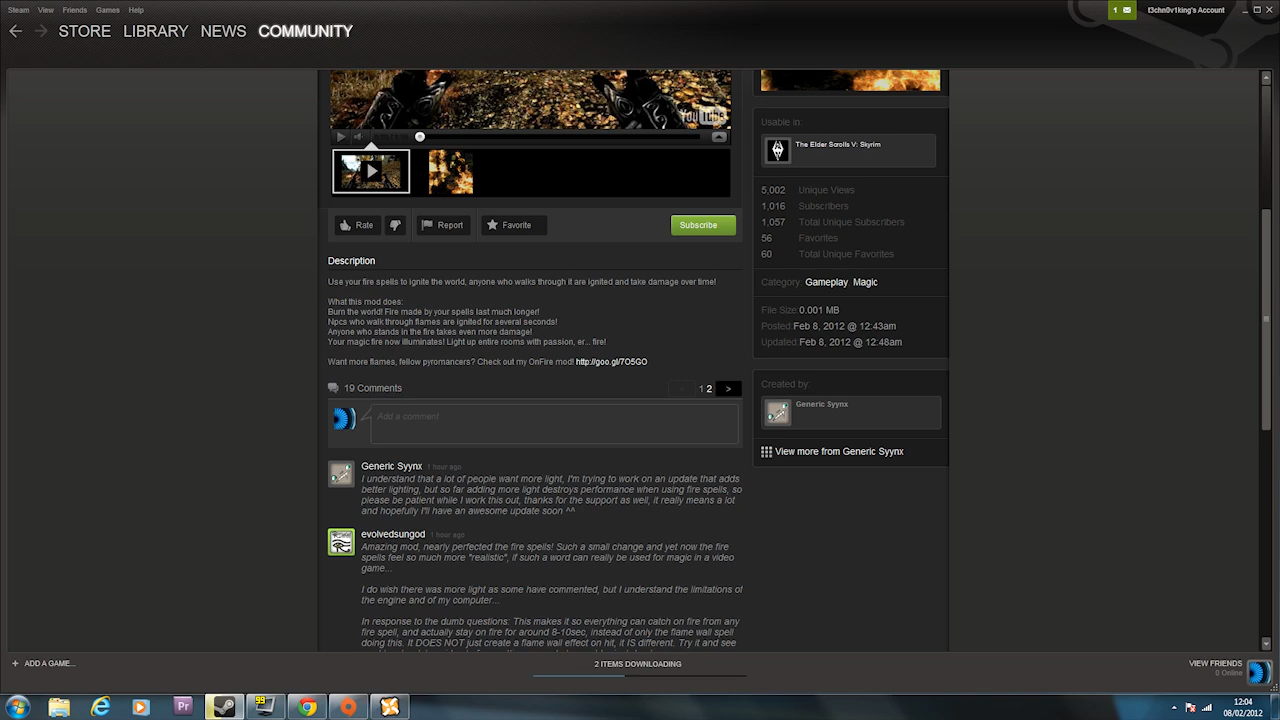 Steam View Friends Games Help
1
t3chn0v1king's Account
STORE LIBRARY NEWS COMMUNITY
YouTube
Rate
Report
Favorite
Subscribe
Description
Use your fire spells to ignite the world, anyone who walks through it are ignited and take damage over time!
What this mod does:
Burn the world! Fire made by your spells last much longer!
Npcs who walk through flames are ignited for several seconds!
Anyone who stands in the fire takes even more damage!
Your magic fire now illuminates! Light up entire rooms with passion, er... fire!
Want more flames, fellow pyromancers? Check out my OnFire mod! http://goo.gl/7O5GO
19 Comments
1 2 >
Add a comment
Generic Syynx 1 hour ago
I understand that a lot of people want more light, I'm trying to work on an update that adds
better lighting, but so far adding more light destroys performance when using fire spells, so
please be patient while I work this out, thanks for the support as well, it really means a lot
and hopefully I'll have an awesome update soon ^^
evolvedsungod 1 hour ago
Amazing mod, nearly perfected the fire spells! Such a small change and yet now the fire
spells feel so much more "realistic", if such a word can really be used for magic in a video
game...
I do wish there was more light as some have commented, but I understand the limitations of
the engine and of my computer...
In response to the dumb questions: This makes it so everything can catch on fire from any
fire spell, and actually stay on fire for around 8-10sec, instead of only the flame wall spell
doing this. It DOES NOT just create a flame wall effect on hit, it IS different. Try it and see
Usable in:
The Elder Scrolls V: Skyrim
5,002 Unique Views
1,016 Subscribers
1,057 Total Unique Subscribers
56 Favorites
60 Total Unique Favorites
Category: Gameplay, Magic
File Size: 0.001 MB
Posted: Feb 8, 2012 @ 12:43am
Updated: Feb 8, 2012 @ 12:48am
Created by:
Generic Syynx
View more from Generic Syynx
+ ADD A GAME...
2 ITEMS DOWNLOADING
VIEW FRIENDS
0 Online
Pr
99
12:04
08/02/2012